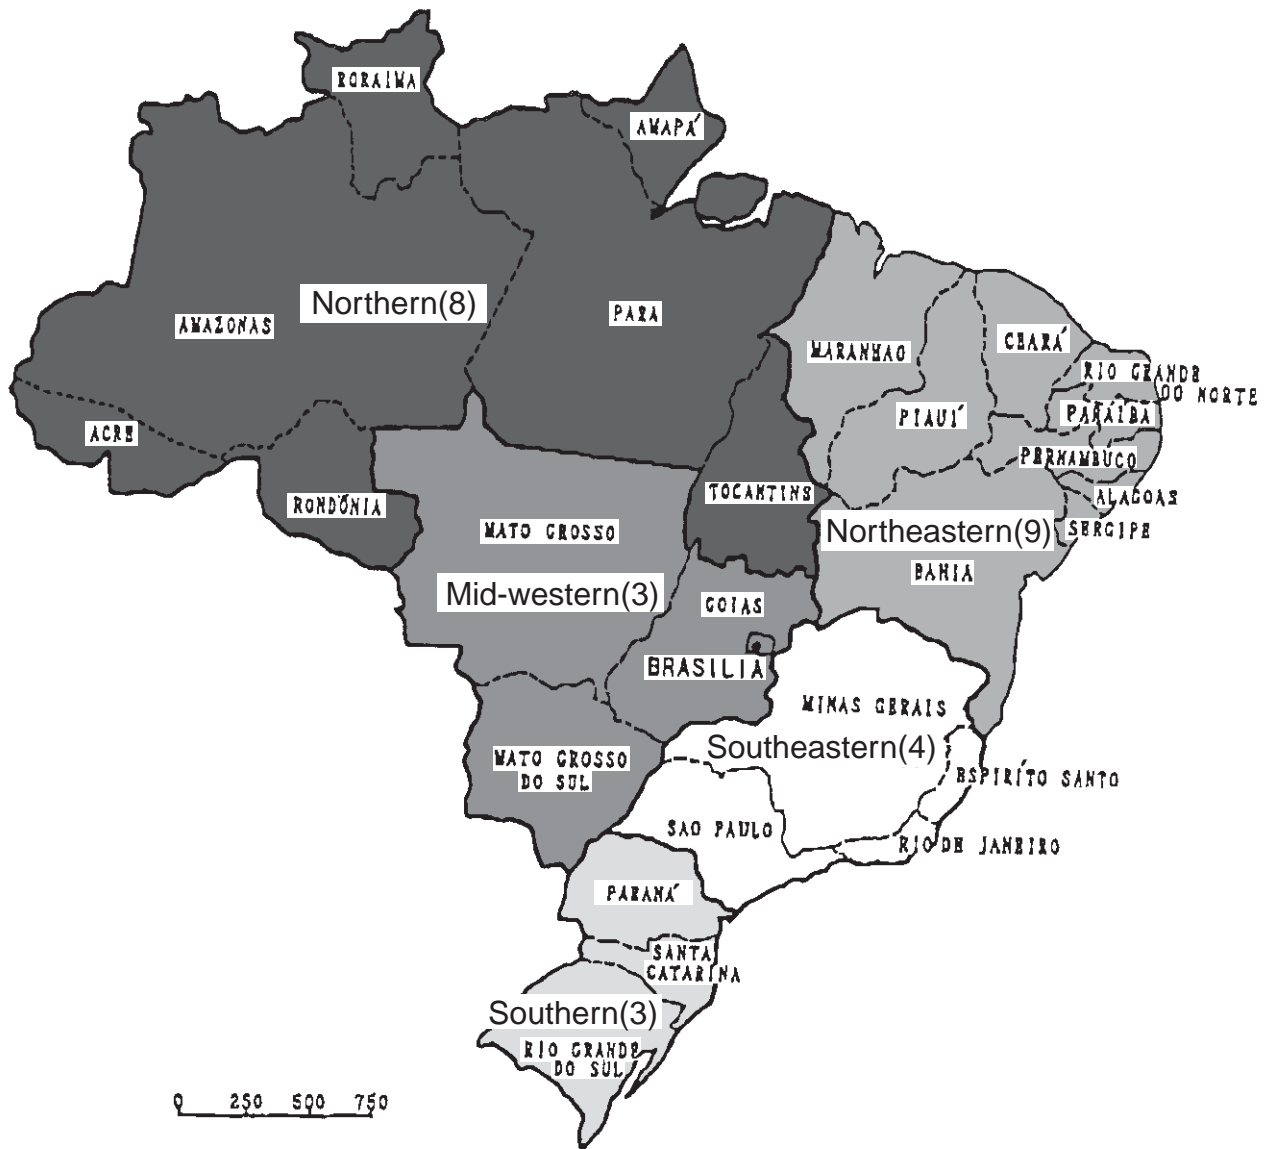 RORAIMA
AMAPÁ
Northern(8)
AMAZONAS
PARA
MARANHAO
CEARÁ
RIO GRANDE
DO NORTE
PIAUÍ
PARAÍBA
ACRE
PERNAMBUCO
TOCANTINS
ALAGOAS
RONDÔNIA
MATO GROSSO
Northeastern(9)
SERGIPE
BAHIA
Mid-western(3)
GOIAS
BRASILIA
MINAS GERAIS
Southeastern(4)
MATO GROSSO
DO SUL
ESPIRÍTO SANTO
SAO PAULO
RIO DE JANEIRO
PARANÁ
SANTA
CATARINA
Southern(3)
RIO GRANDE
DO SUL
0 250 500 750